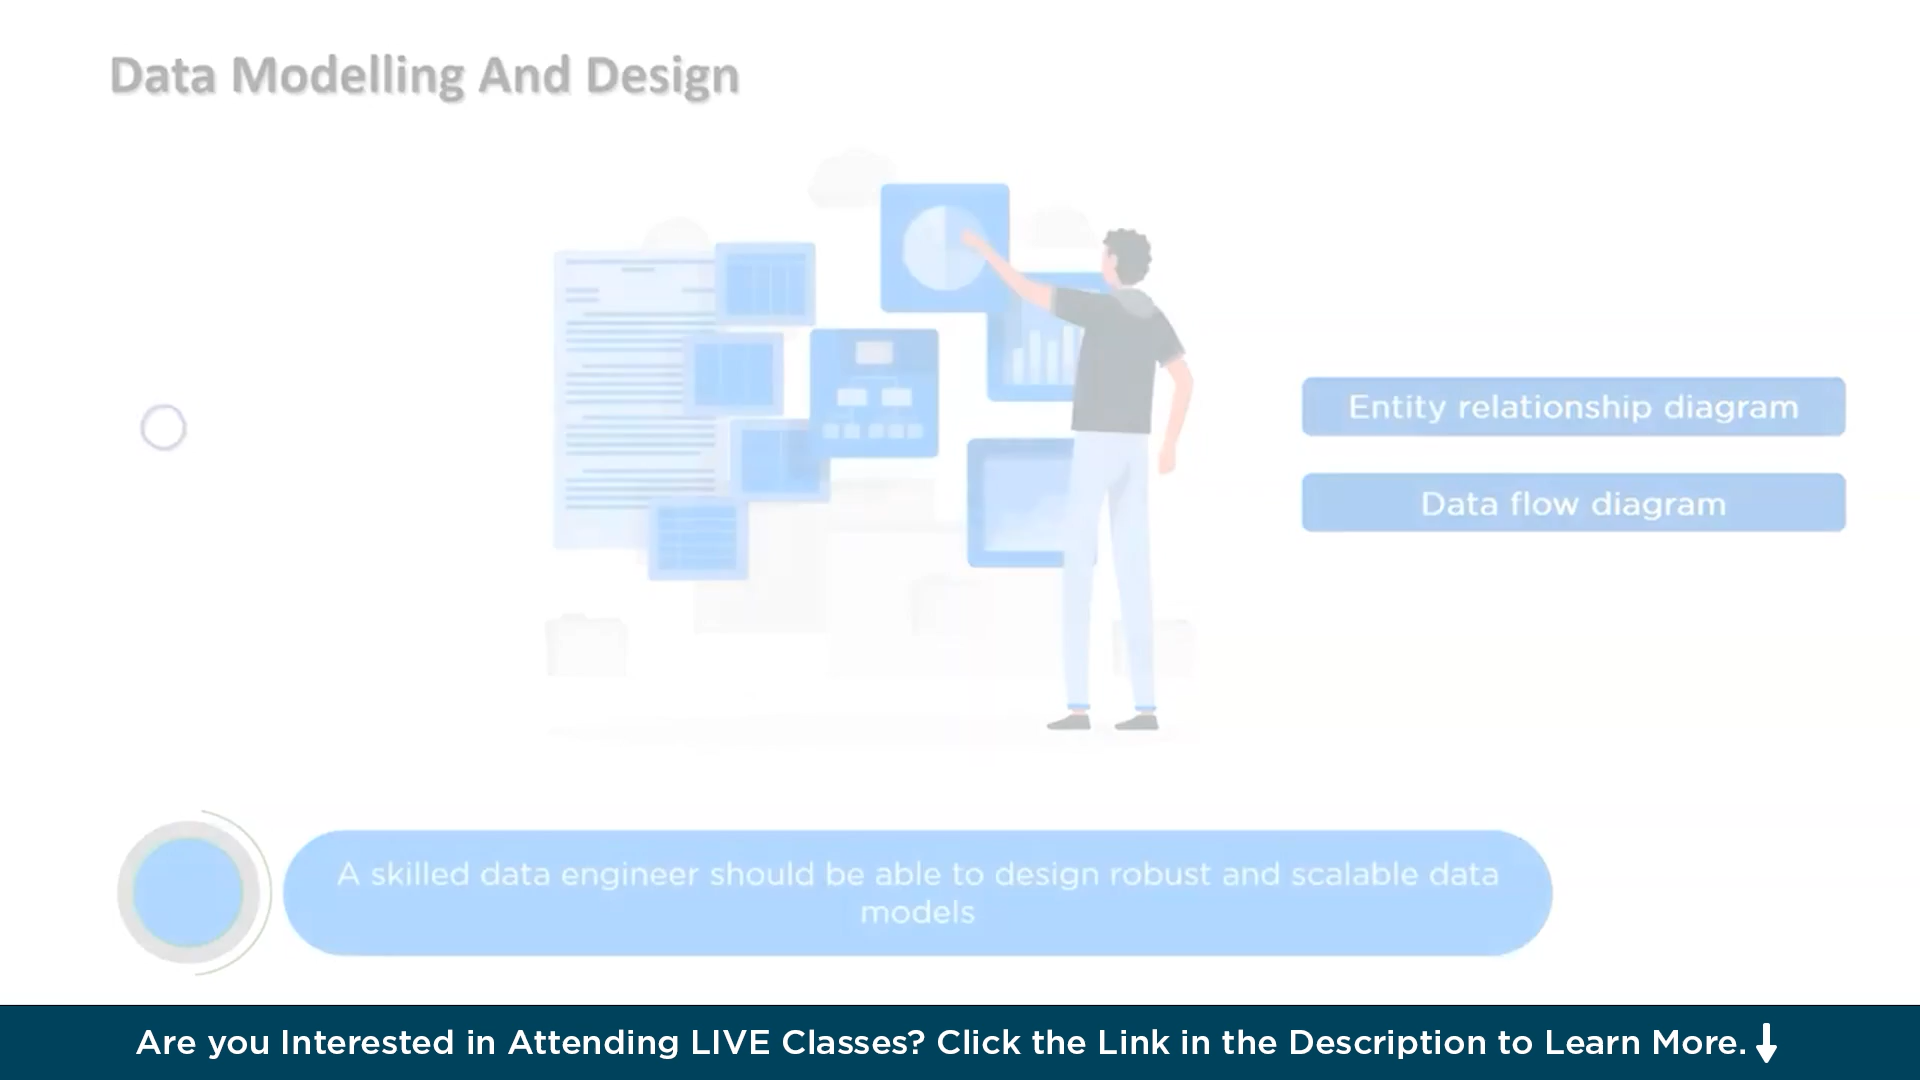 Data Modelling And Design
Entity relationship diagram
Data flow diagram
A skilled data engineer should be able to design robust and scalable data
models
Are you Interested in Attending LIVE Classes? Click the Link in the Description to Learn More.